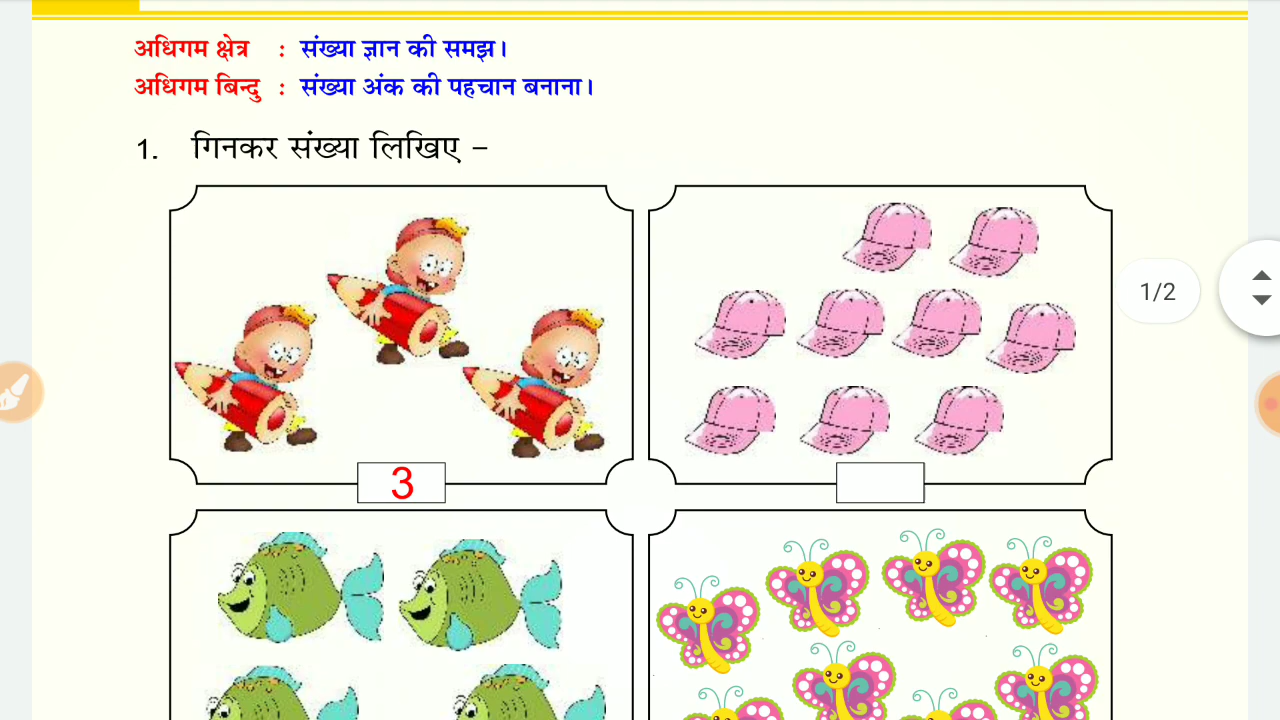 अधिगम क्षेत्र : संख्या ज्ञान की समझ।
अधिगम बिन्दु : संख्या अंक की पहचान बनाना।
1. गिनकर संख्या लिखिए –
1/2
3